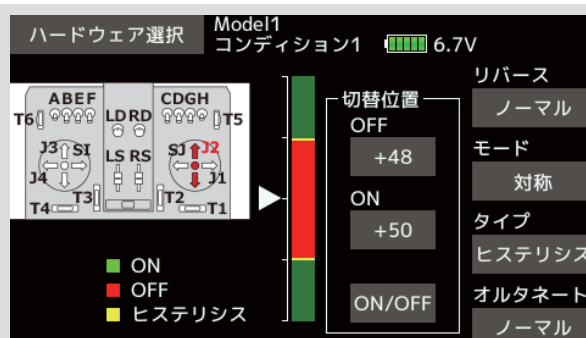 ハードウェア選択
Model1
コンディション1 6.7V
ABEF
CDGH
T6
LD RD
T5
J3
SI
LS RS
SJ
J2
J4
J1
T3
T2
T4
T1
ON
OFF
ヒステリシス
切替位置
OFF
+48
ON
+50
ON/OFF
リバース
ノーマル
モード
対称
タイプ
ヒステリシス
オルタネート
ノーマル